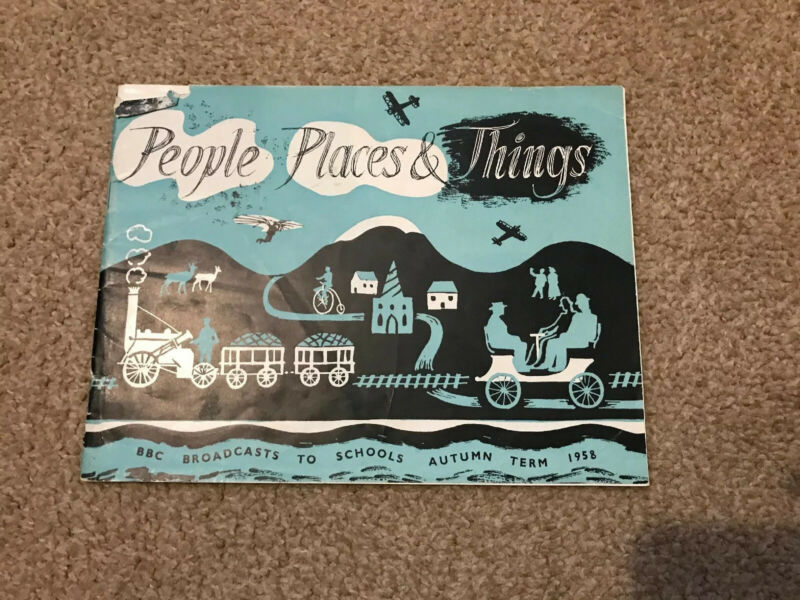 People Places & Things
BBC BROADCASTS TO SCHOOLS AUTUMN TERM 1958